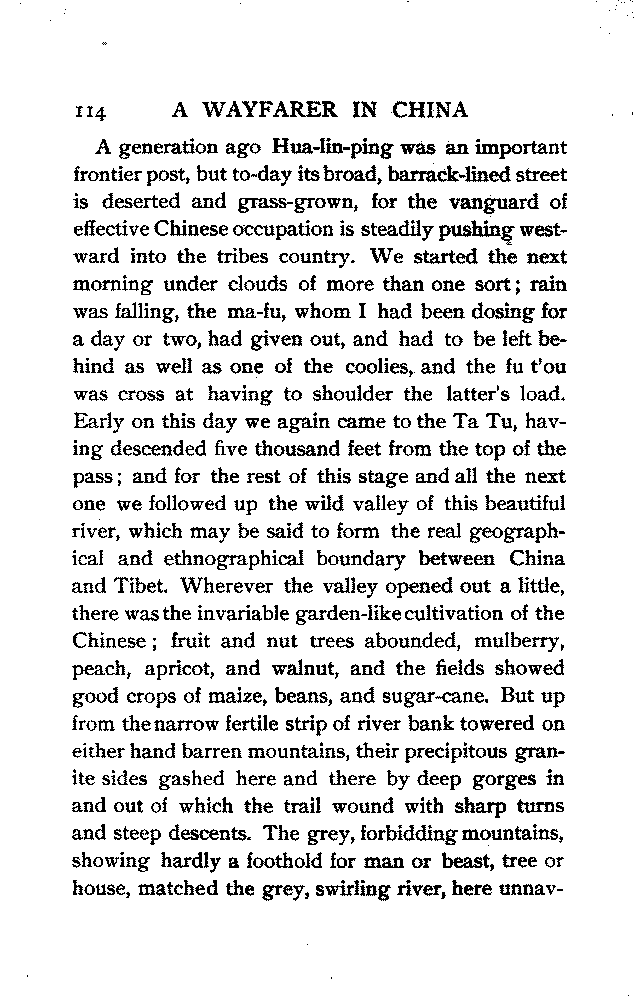 114 A WAYFARER IN CHINA
A generation ago Hua-lin-ping was an important
frontier post, but to-day its broad, barrack-lined street
is deserted and grass-grown, for the vanguard of
effective Chinese occupation is steadily pushing west-
ward into the tribes country. We started the next
morning under clouds of more than one sort; rain
was falling, the ma-fu, whom I had been dosing for
a day or two, had given out, and had to be left be-
hind as well as one of the coolies, and the fu t'ou
was cross at having to shoulder the latter's load.
Early on this day we again came to the Ta Tu, hav-
ing descended five thousand feet from the top of the
pass; and for the rest of this stage and all the next
one we followed up the wild valley of this beautiful
river, which may be said to form the real geograph-
ical and ethnographical boundary between China
and Tibet. Wherever the valley opened out a little,
there was the invariable garden-like cultivation of the
Chinese; fruit and nut trees abounded, mulberry,
peach, apricot, and walnut, and the fields showed
good crops of maize, beans, and sugar-cane. But up
from the narrow fertile strip of river bank towered on
either hand barren mountains, their precipitous gran-
ite sides gashed here and there by deep gorges in
and out of which the trail wound with sharp turns
and steep descents. The grey, forbidding mountains,
showing hardly a foothold for man or beast, tree or
house, matched the grey, swirling river, here unnav-